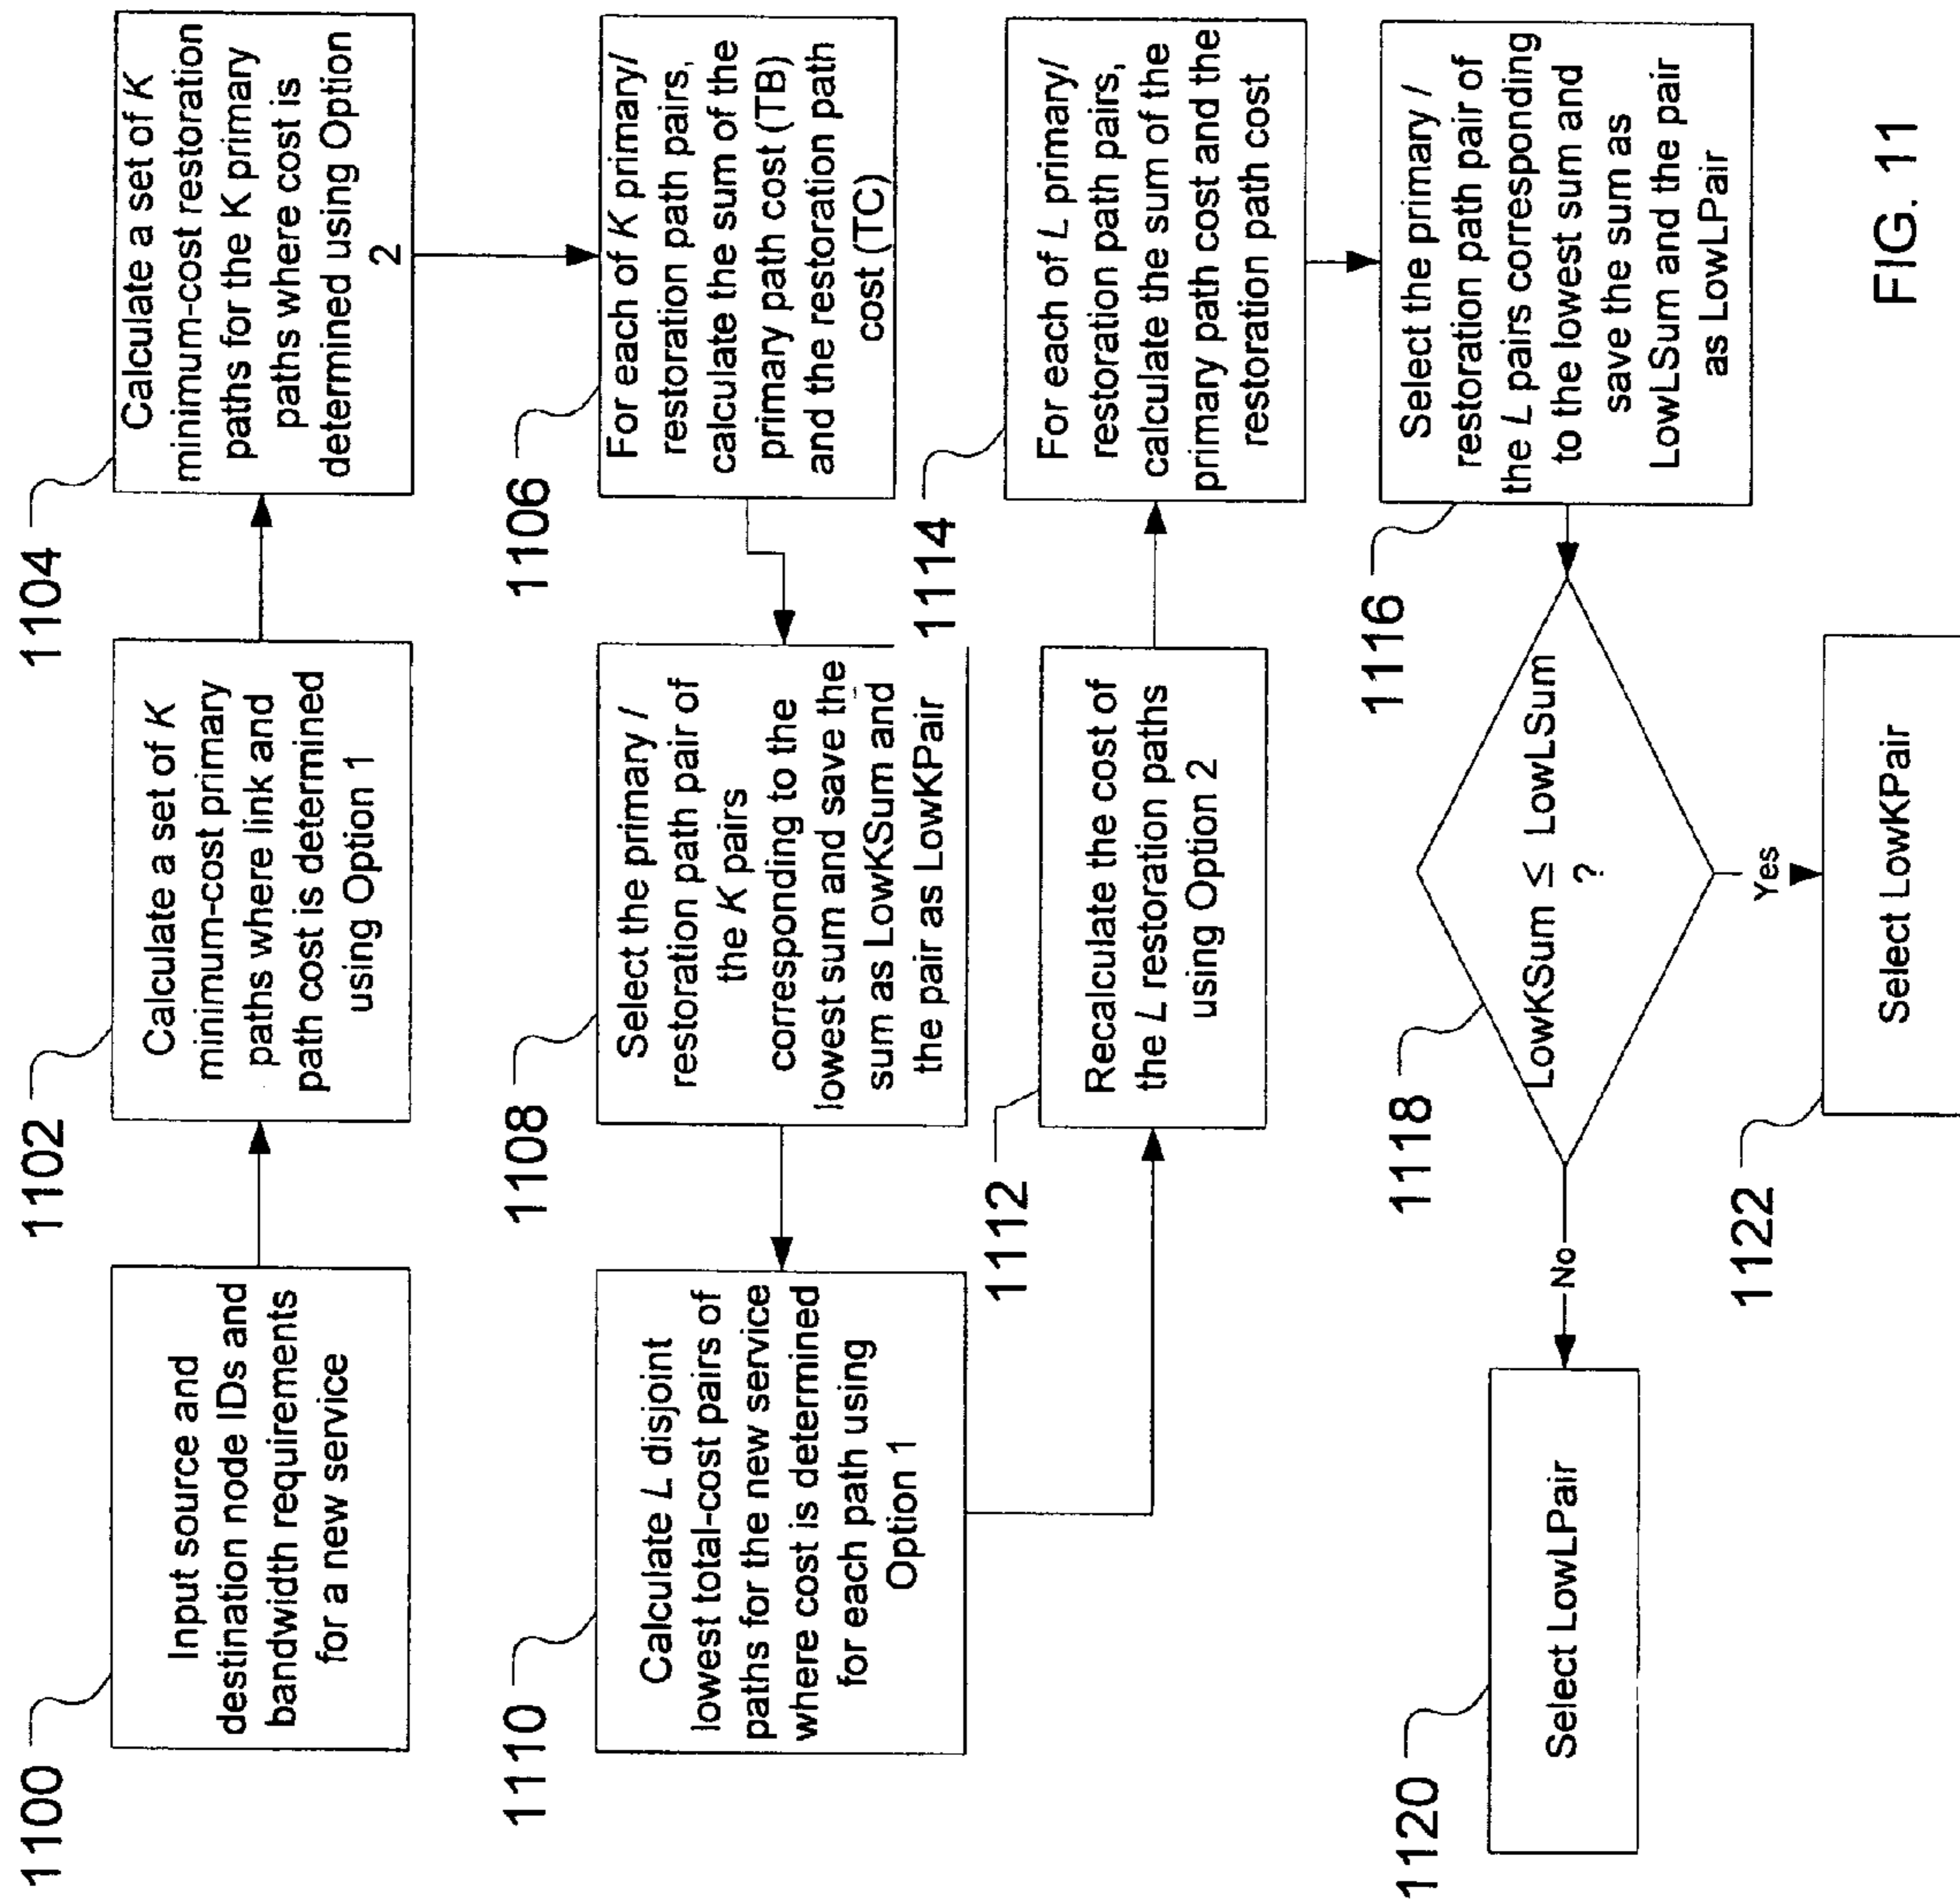 1100
Input source and
destination node IDs and
bandwidth requirements
for a new service
1102
Calculate a set of K
minimum-cost primary
paths where link and
path cost is determined
using Option 1
1104
Calculate a set of K
minimum-cost restoration
paths for the K primary
paths where cost is
determined using Option
2
1106
For each of K primary/
restoration path pairs,
calculate the sum of the
primary path cost (TB)
and the restoration path
cost (TC)
1108
Select the primary /
restoration path pair of
the K pairs
corresponding to the
lowest sum and save the
sum as LowKSum and
the pair as LowKPair
1110
Calculate L disjoint
lowest total-cost pairs of
paths for the new service
where cost is determined
for each path using
Option 1
1112
Recalculate the cost of
the L restoration paths
using Option 2
1114
For each of L primary/
restoration path pairs,
calculate the sum of the
primary path cost and the
restoration path cost
1116
Select the primary /
restoration path pair of
the L pairs corresponding
to the lowest sum and
save the sum as
LowLSum and the pair
as LowLPair
1118
LowKSum ≤ LowLSum
?
No
Yes
1120
Select LowLPair
1122
Select LowKPair
FIG. 11